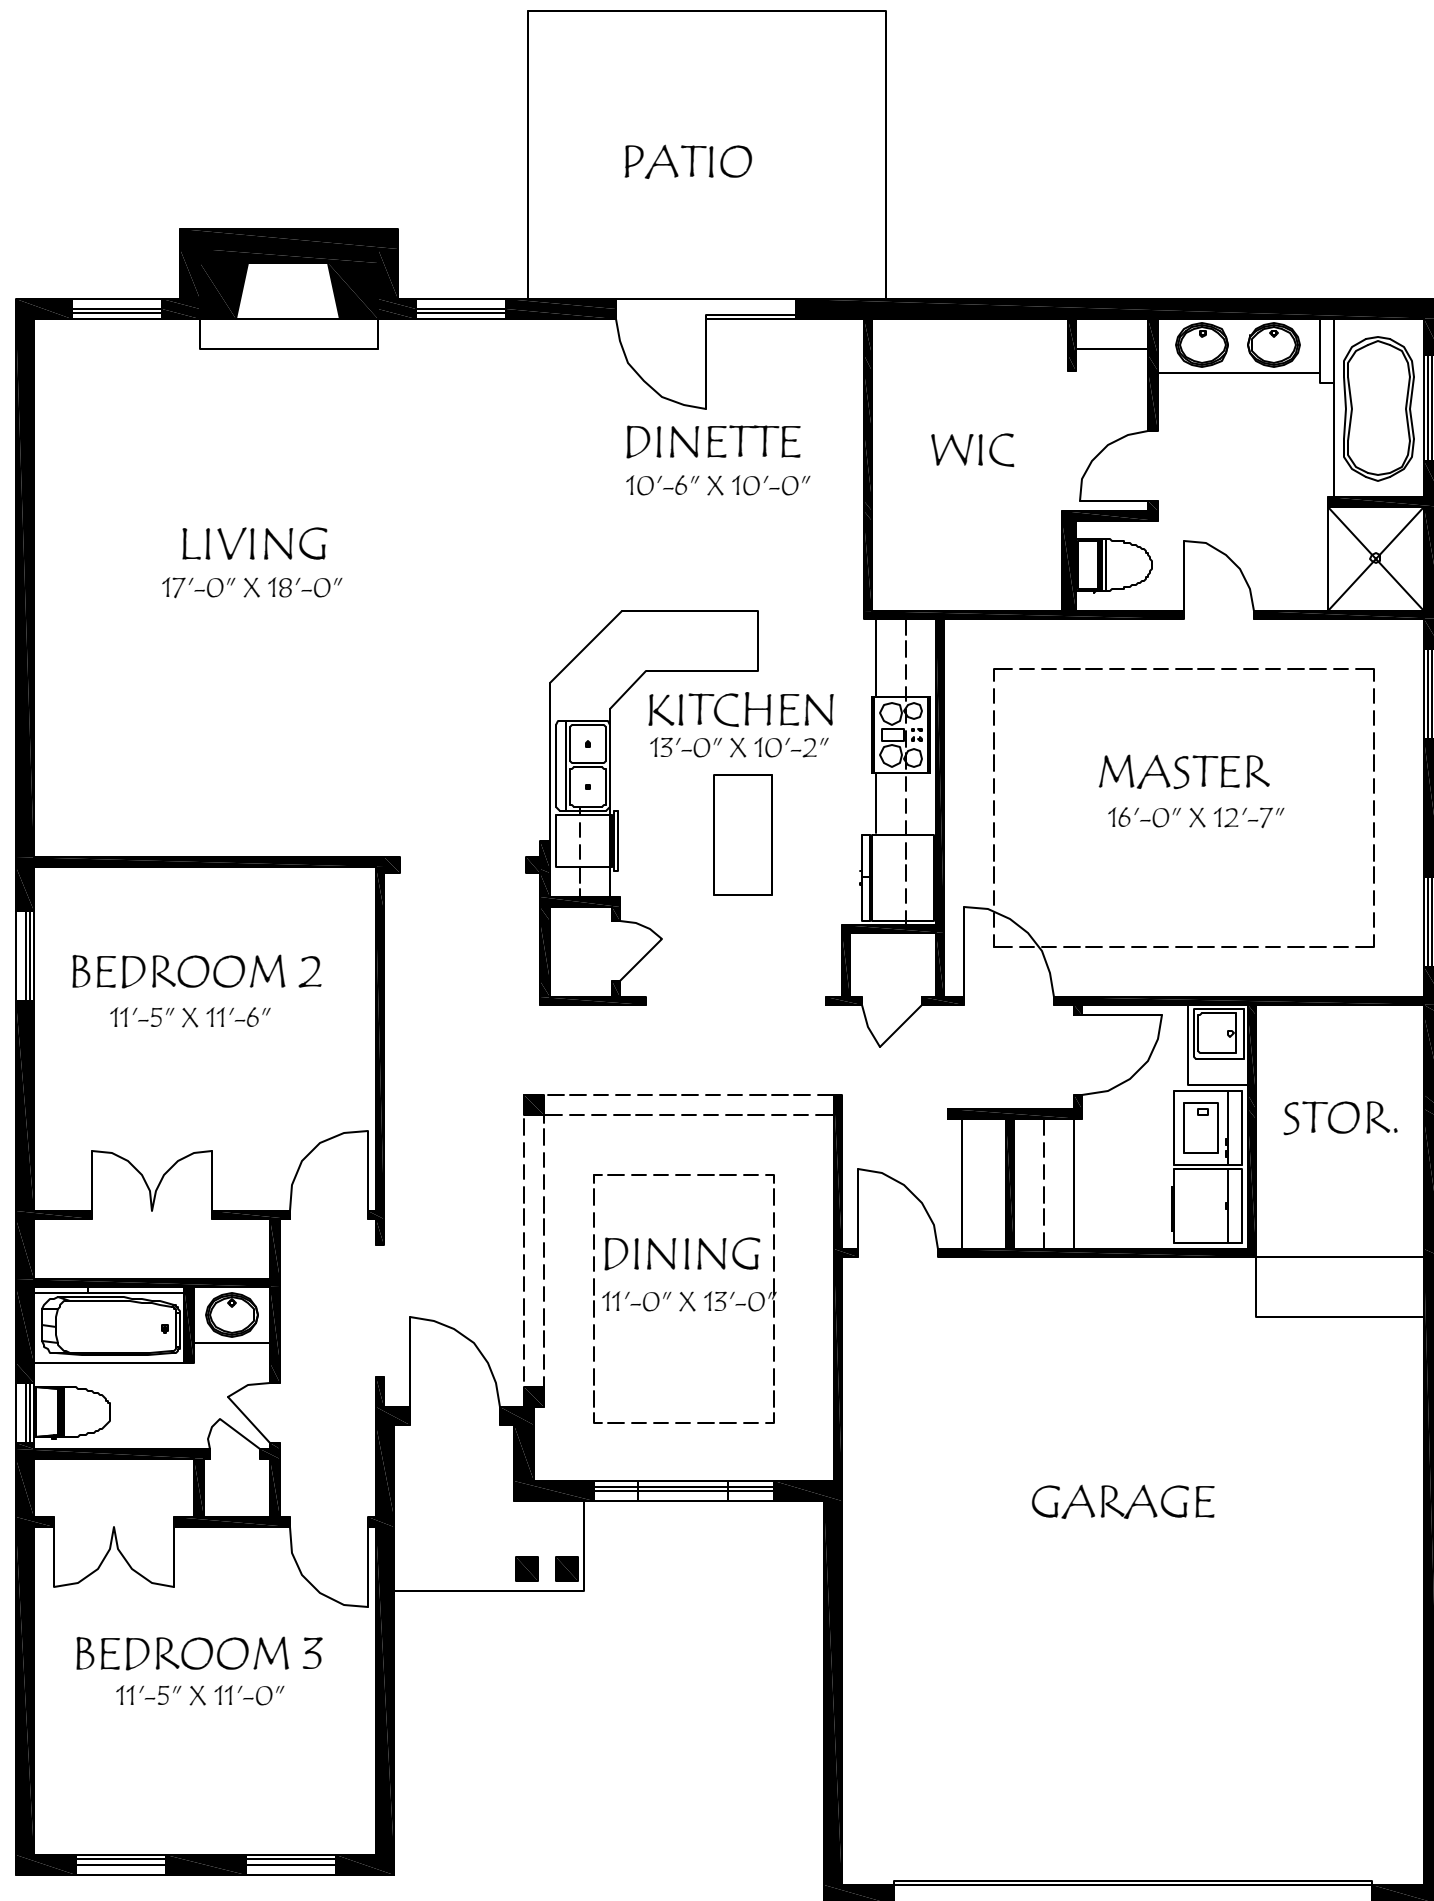 PATIO
DINETTE
10'-6" X 10'-0"
WIC
LIVING
17'-0" X 18'-0"
KITCHEN
13'-0" X 10'-2"
MASTER
16'-0" X 12'-7"
BEDROOM 2
11'-5" X 11'-6"
STOR.
DINING
11'-0" X 13'-0"
GARAGE
BEDROOM 3
11'-5" X 11'-0"